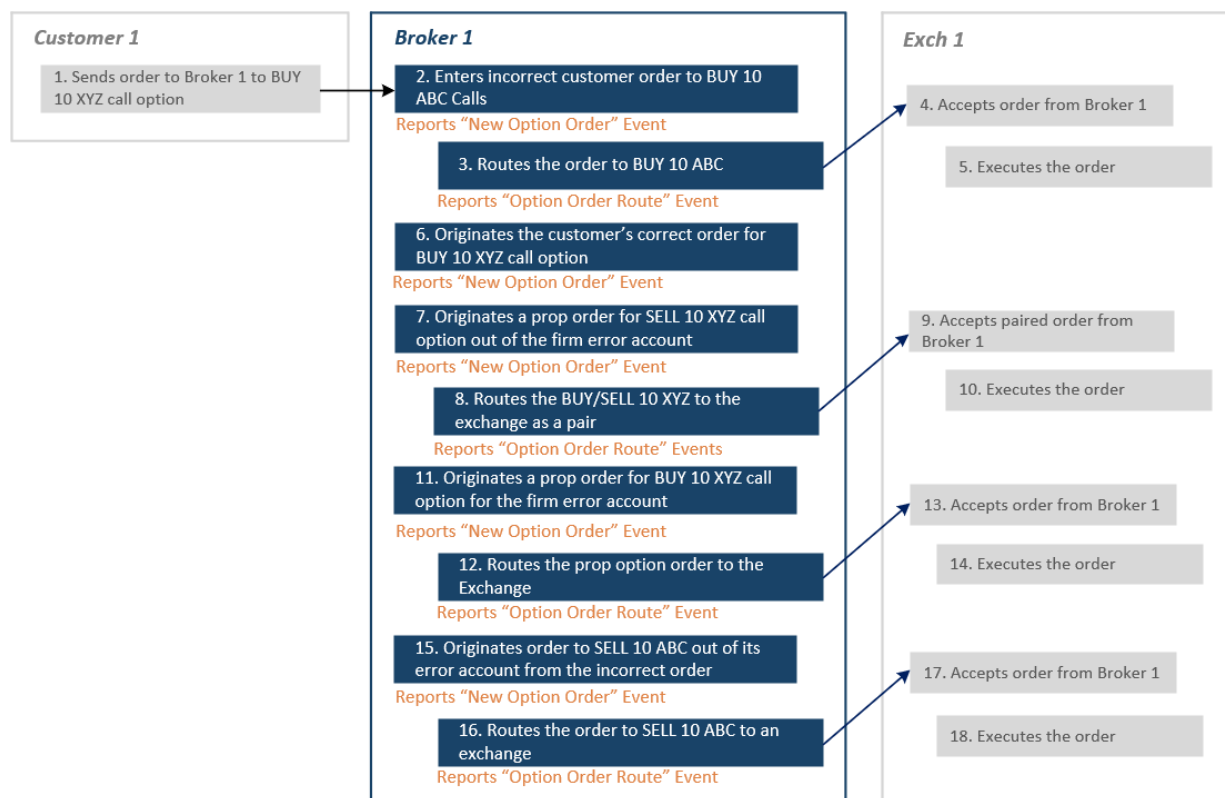 Customer 1
1. Sends order to Broker 1 to BUY
10 XYZ call option
Broker 1
2. Enters incorrect customer order to BUY 10
ABC Calls
Reports “New Option Order” Event
3. Routes the order to BUY 10 ABC
Reports “Option Order Route” Event
Exch 1
4. Accepts order from Broker 1
5. Executes the order
6. Originates the customer’s correct order for
BUY 10 XYZ call option
Reports “New Option Order” Event
7. Originates a prop order for SELL 10 XYZ call
option out of the firm error account
Reports “New Option Order” Event
8. Routes the BUY/SELL 10 XYZ to the
exchange as a pair
Reports “Option Order Route” Events
9. Accepts paired order from
Broker 1
10. Executes the order
11. Originates a prop order for BUY 10 XYZ call
option for the firm error account
Reports “New Option Order” Event
12. Routes the prop option order to the
Exchange
Reports “Option Order Route” Event
13. Accepts order from Broker 1
14. Executes the order
15. Originates order to SELL 10 ABC out of its
error account from the incorrect order
Reports “New Option Order” Event
16. Routes the order to SELL 10 ABC to an
exchange
Reports “Option Order Route” Event
17. Accepts order from Broker 1
18. Executes the order